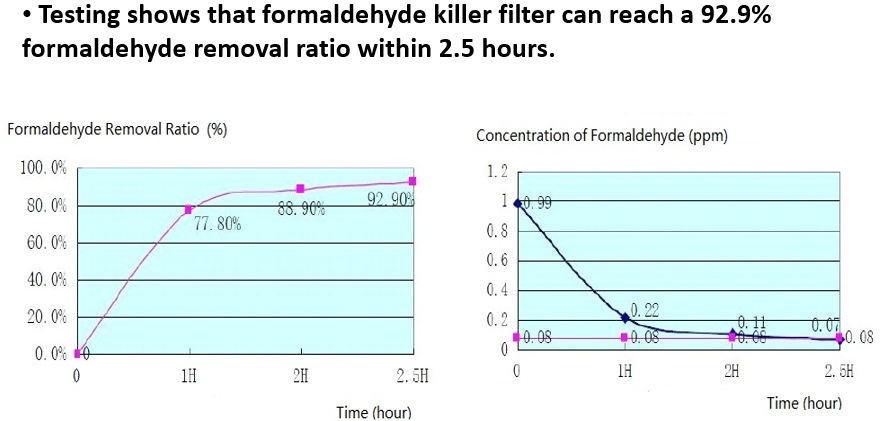 • Testing shows that formaldehyde killer filter can reach a 92.9%
formaldehyde removal ratio within 2.5 hours.
Formaldehyde Removal Ratio (%)
100.0%
80.0%
60.0%
40.0%
20.0%
0.0%
0
77.80%
88.90%
92.90%
0 1H 2H 2.5H
Time (hour)
Concentration of Formaldehyde (ppm)
1.2
1
0.8
0.6
0.4
0.2
0
0.99
0.22
0.11
0.07
0.08 0.08 0.08 0.08
0 1H 2H 2.5H
Time (hour)